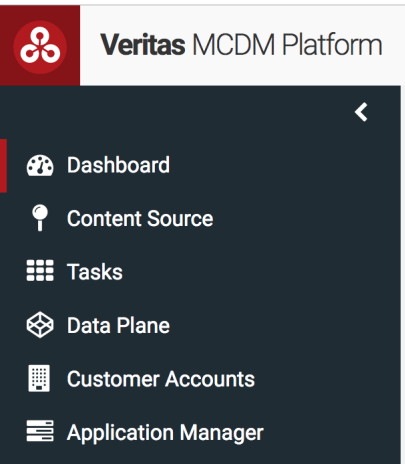 Veritas MCDM Platform
Dashboard
Content Source
Tasks
Data Plane
Customer Accounts
Application Manager